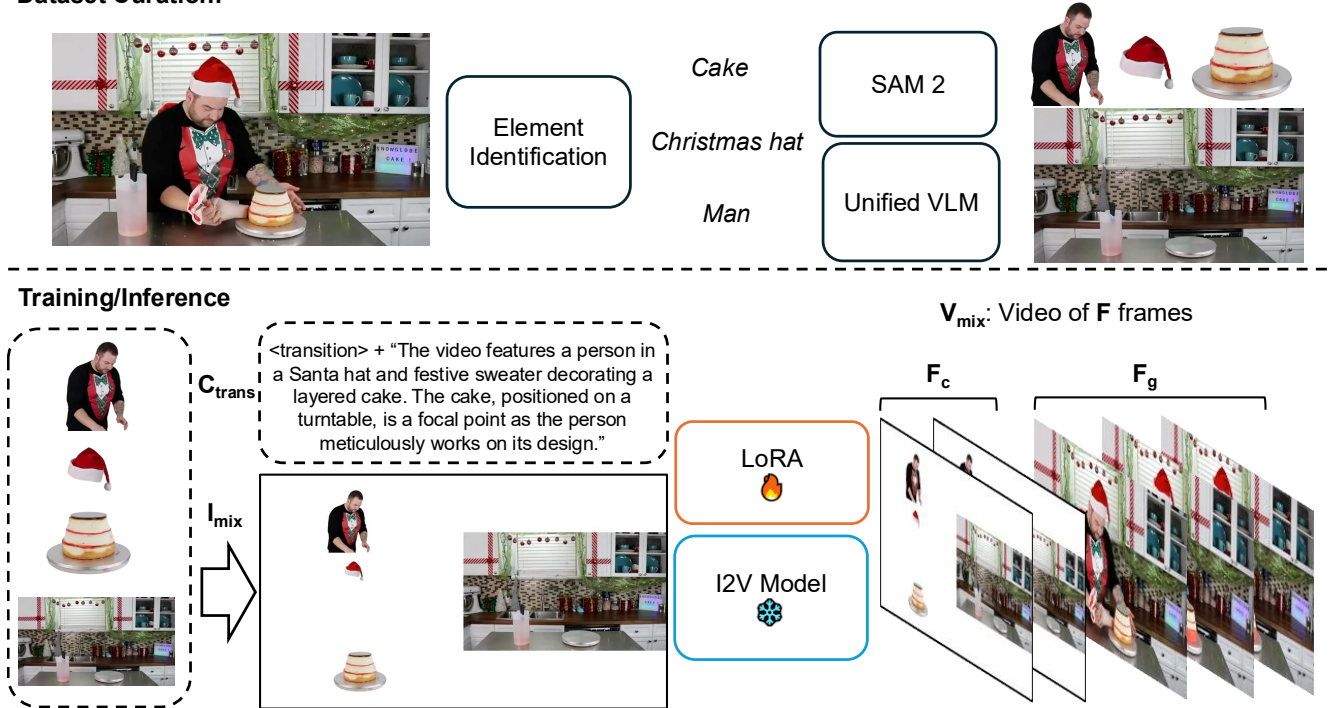 Dataset Curation:
Element
Identification
Cake
Christmas hat
Man
SAM 2
Unified VLM
SNOWGLOBE
CAKE
Training/Inference
C_trans
<transition> + “The video features a person in
a Santa hat and festive sweater decorating a
layered cake. The cake, positioned on a
turntable, is a focal point as the person
meticulously works on its design.”
I_mix
LoRA
I2V Model
V_mix: Video of F frames
F_c
F_g